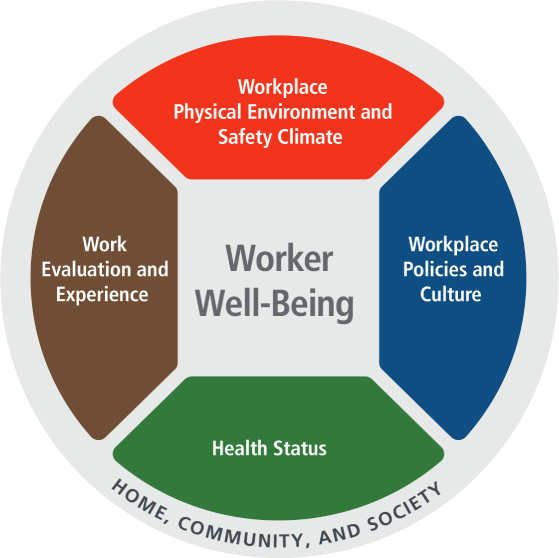 Workplace
Physical Environment and
Safety Climate
Work
Evaluation and
Experience
Worker
Well-Being
Workplace
Policies and
Culture
Health Status
HOME, COMMUNITY, AND SOCIETY